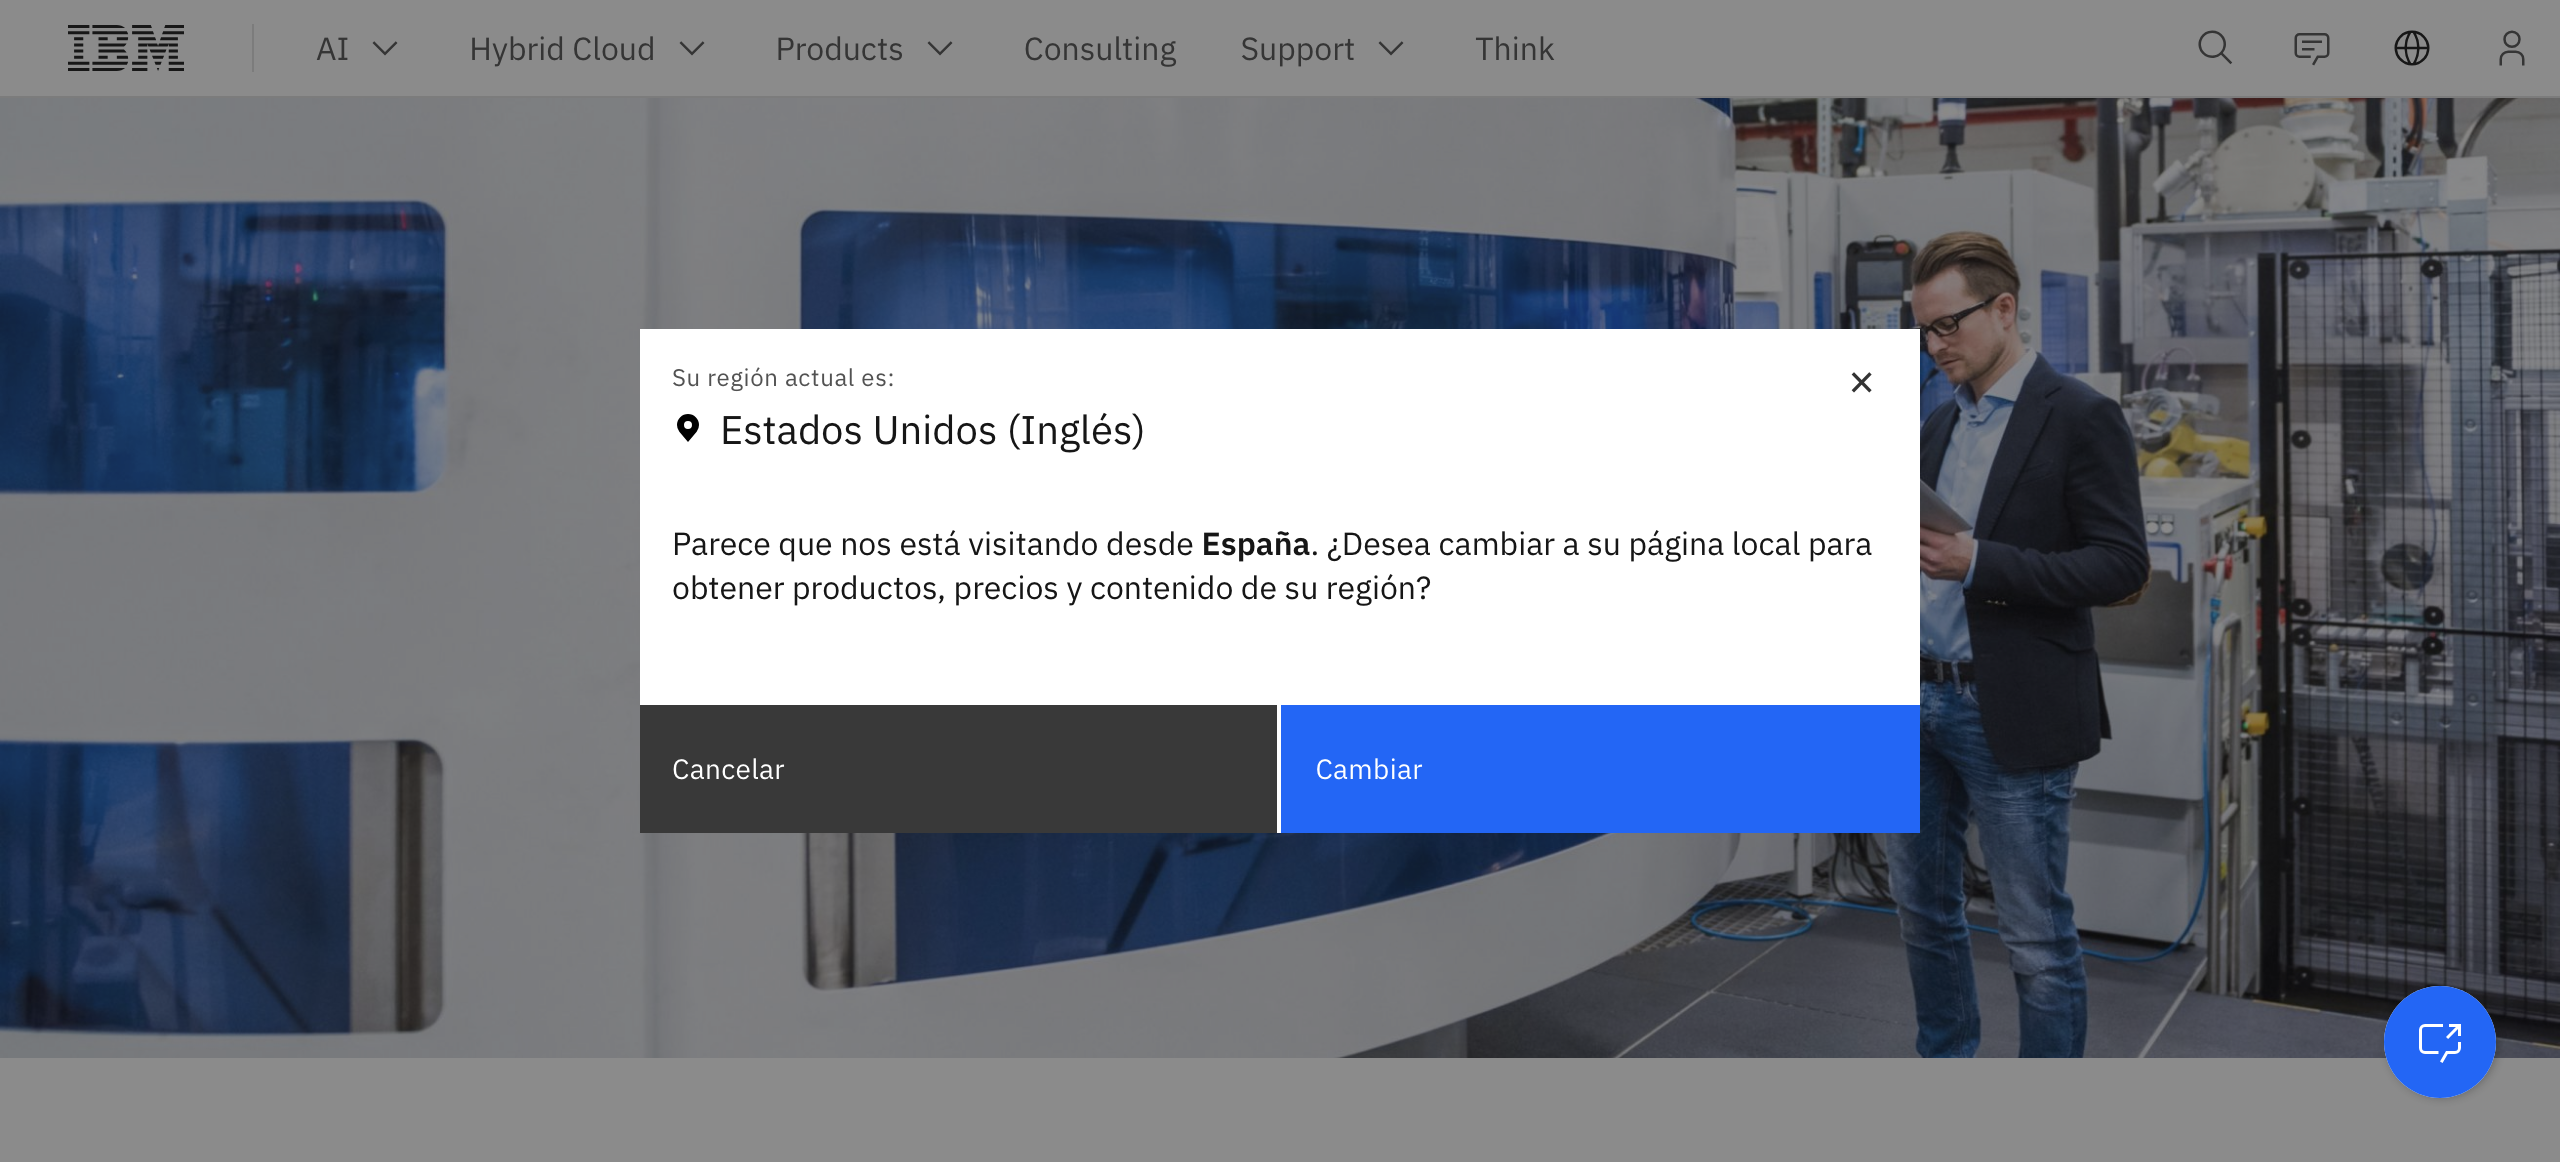 IBM AI Hybrid Cloud Products Consulting Support Think
Su región actual es:
Estados Unidos (Inglés)
Parece que nos está visitando desde España. ¿Desea cambiar a su página local para
obtener productos, precios y contenido de su región?
Cancelar Cambiar